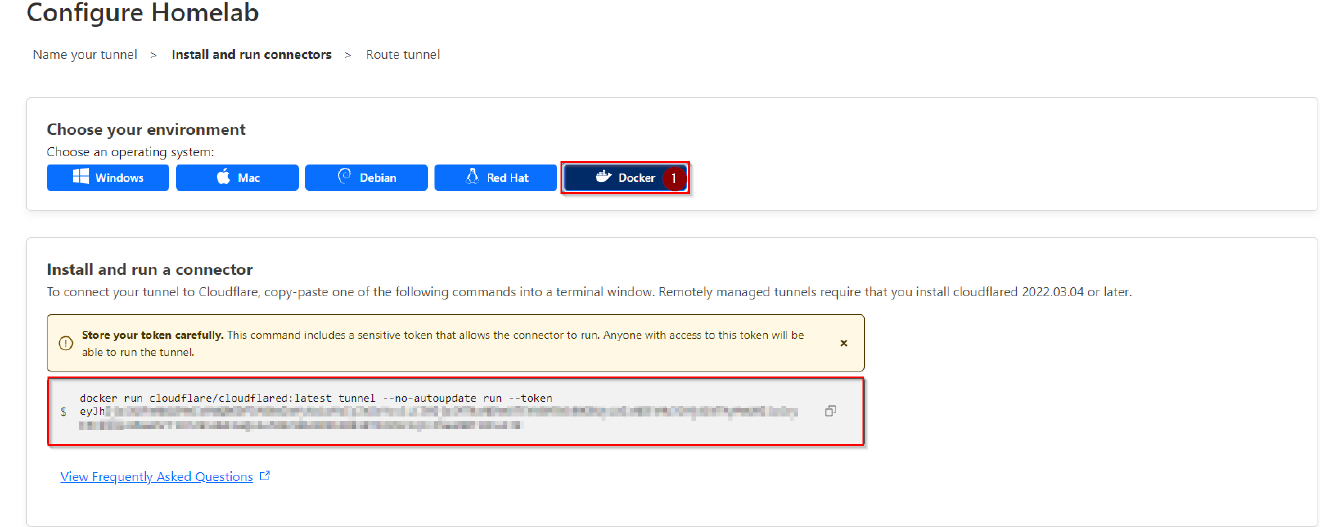 Configure Homelab
Name your tunnel > Install and run connectors > Route tunnel
Choose your environment
Choose an operating system:
Windows Mac Debian Red Hat Docker 1
Install and run a connector
To connect your tunnel to Cloudflare, copy-paste one of the following commands into a terminal window. Remotely managed tunnels require that you install cloudflared 2022.03.04 or later.
Store your token carefully. This command includes a sensitive token that allows the connector to run. Anyone with access to this token will be
able to run the tunnel.
docker run cloudflare/cloudflared:latest tunnel --no-autoupdate run --token
$ eyJh
View Frequently Asked Questions